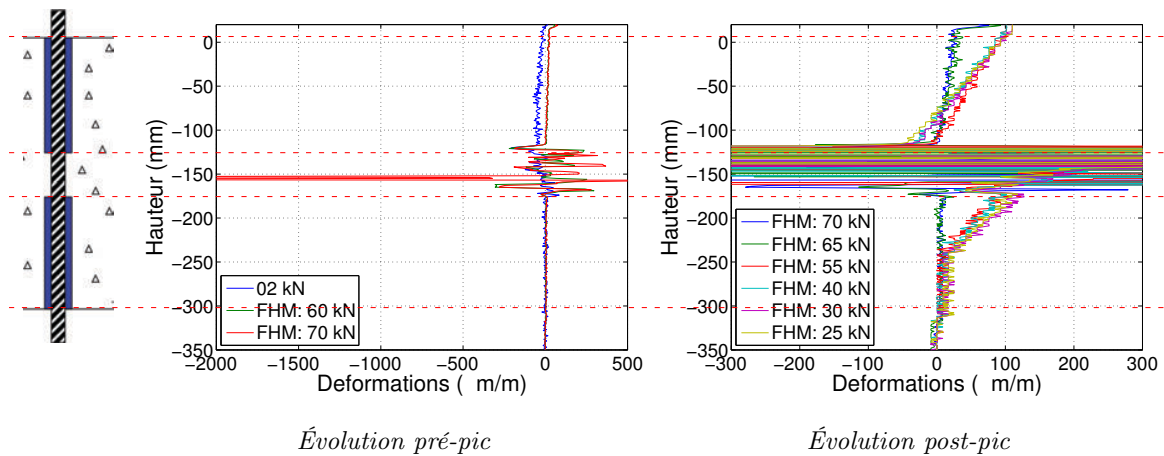 0
−50
−100
−150
−200
−250
−300
−350
Hauteur (mm)
02 kN
FHM: 60 kN
FHM: 70 kN
−2000
−1500
−1000
−500
0
500
Deformations ( m/m)
Évolution pré-pic
0
−50
−100
−150
−200
−250
−300
−350
Hauteur (mm)
FHM: 70 kN
FHM: 65 kN
FHM: 55 kN
FHM: 40 kN
FHM: 30 kN
FHM: 25 kN
−300
−200
−100
0
100
200
300
Deformations ( m/m)
Évolution post-pic